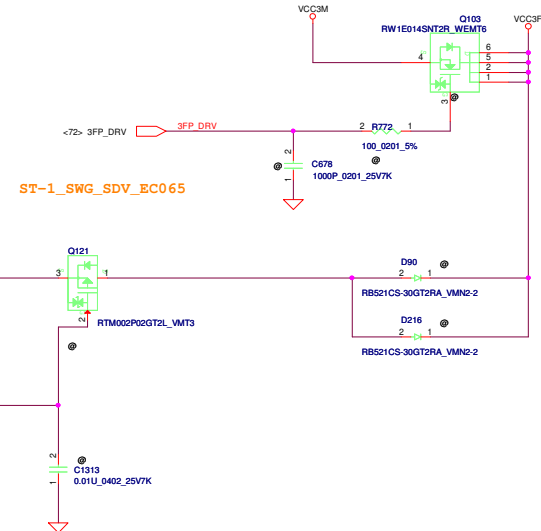 VCC3M
Q103
VCC3F
RW1E014SNT2R_WEMT6
4
6
5
2
1
3
@
<72> 3FP_DRV
3FP_DRV
2
R772
1
100_0201_5%
@
2
@
C678
1
1000P_0201_25V7K
ST-1_SWG_SDV_EC065
Q121
3
1
2
RTM002P02GT2L_VMT3
@
D90
@
2
1
RB521CS-30GT2RA_VMN2-2
D216
@
2
1
RB521CS-30GT2RA_VMN2-2
2
@
C1313
1
0.01U_0402_25V7K